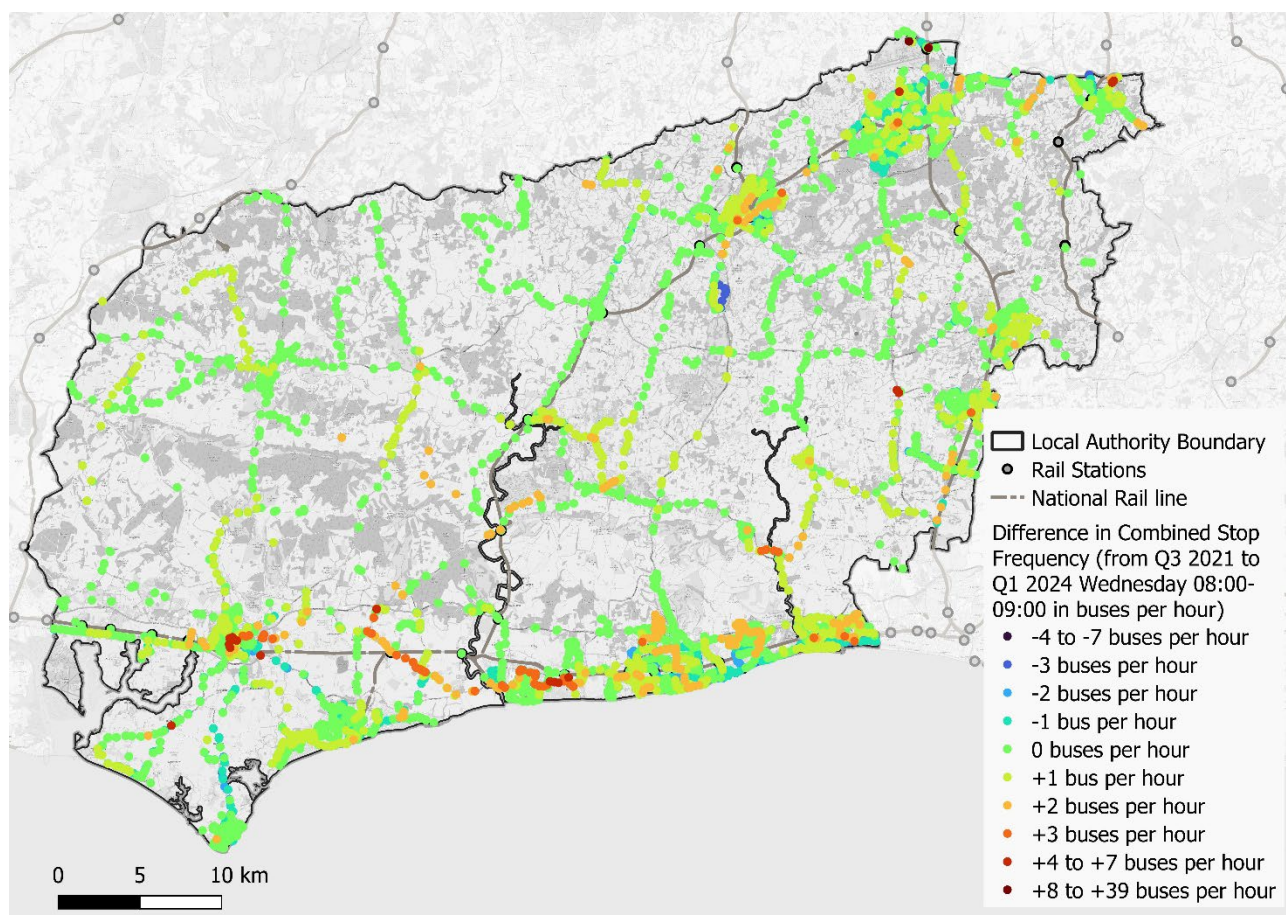 Local Authority Boundary
Rail Stations
National Rail line
Difference in Combined Stop
Frequency (from Q3 2021 to
Q1 2024 Wednesday 08:00-
09:00 in buses per hour)
-4 to -7 buses per hour
-3 buses per hour
-2 buses per hour
-1 bus per hour
0 buses per hour
+1 bus per hour
+2 buses per hour
+3 buses per hour
+4 to +7 buses per hour
+8 to +39 buses per hour
0 5 10 km